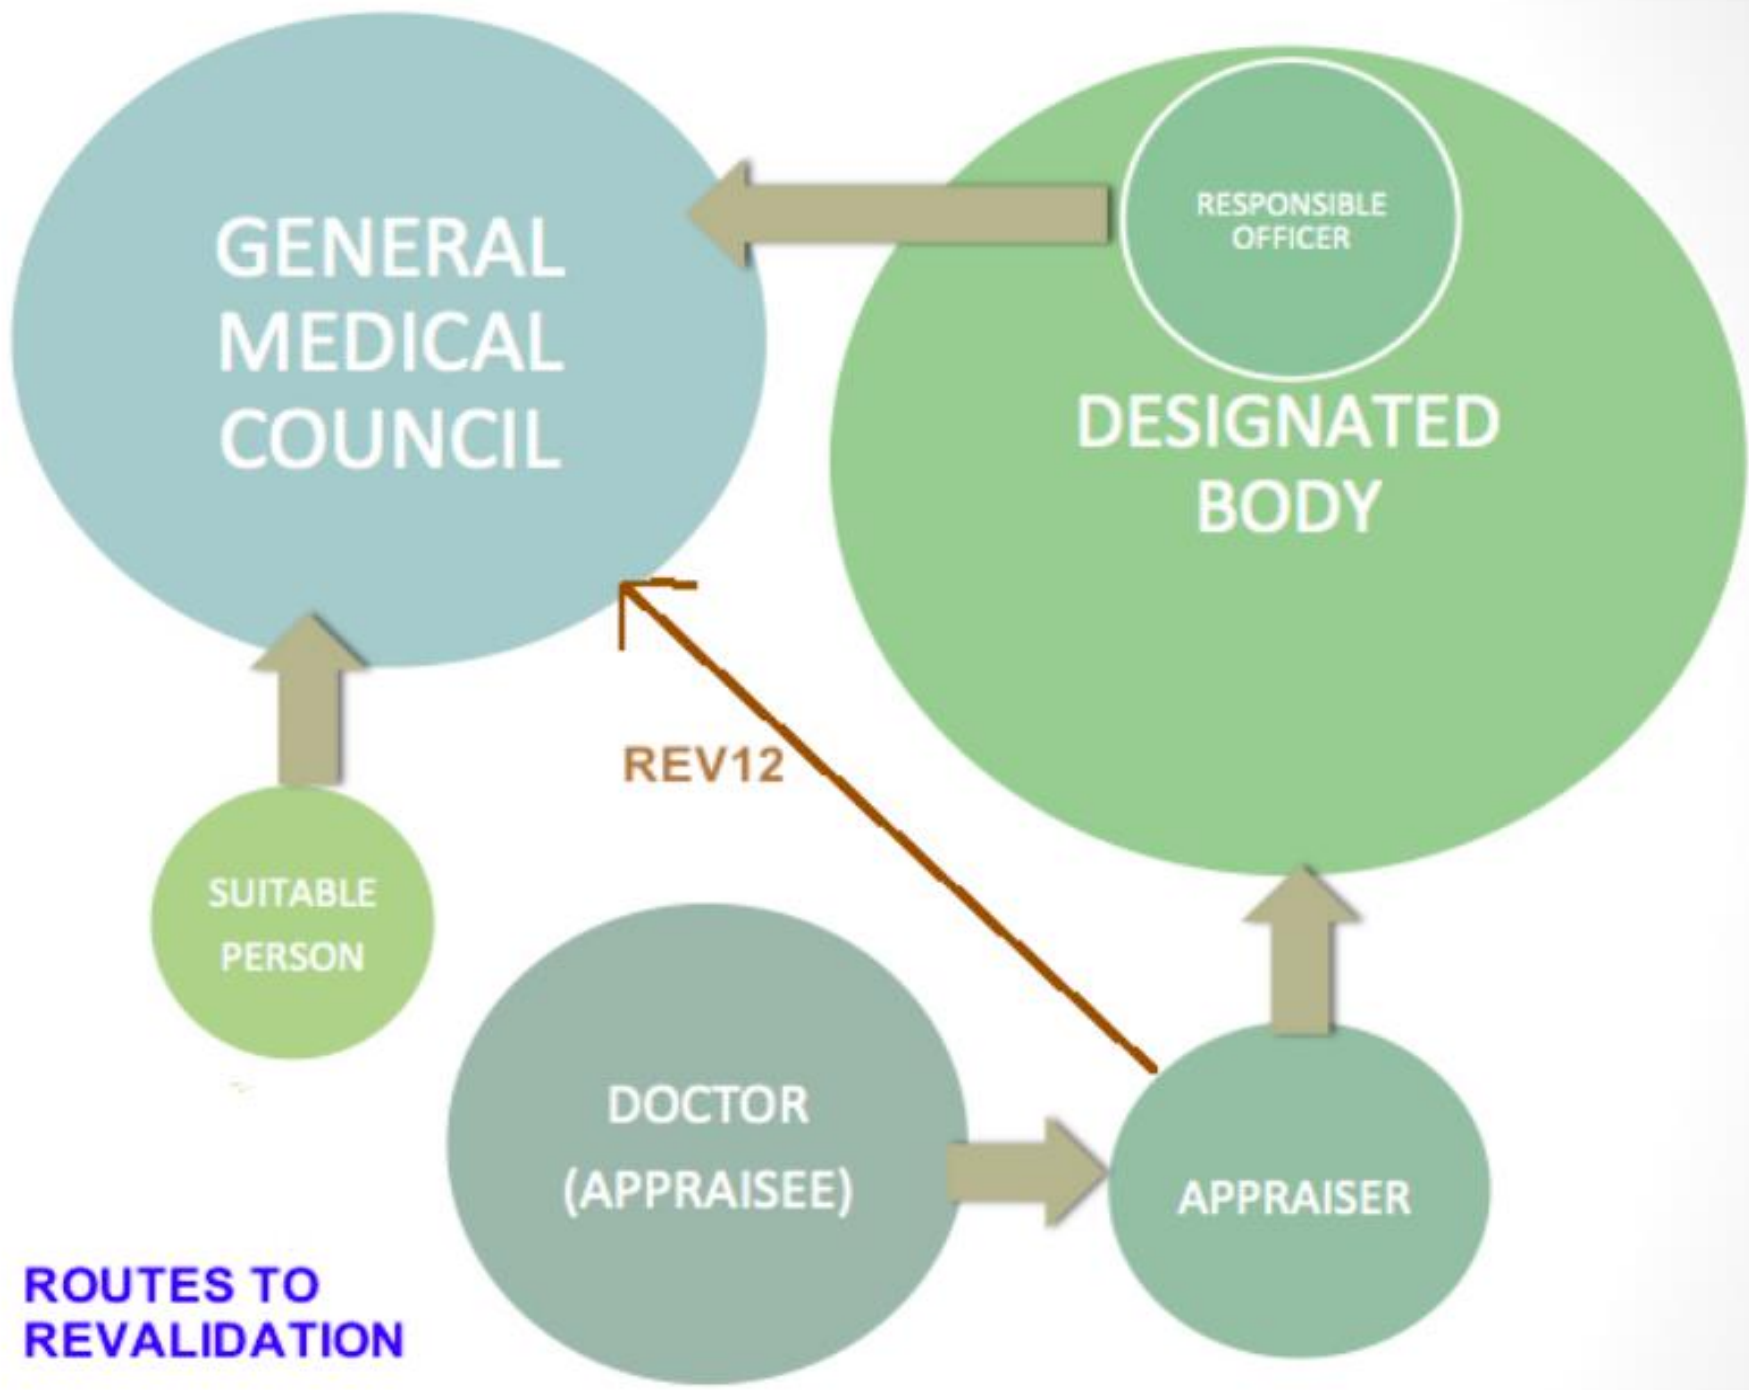 GENERAL
MEDICAL
COUNCIL
RESPONSIBLE
OFFICER
DESIGNATED
BODY
REV12
SUITABLE
PERSON
DOCTOR
(APPRAISEE)
APPRAISER
ROUTES TO
REVALIDATION